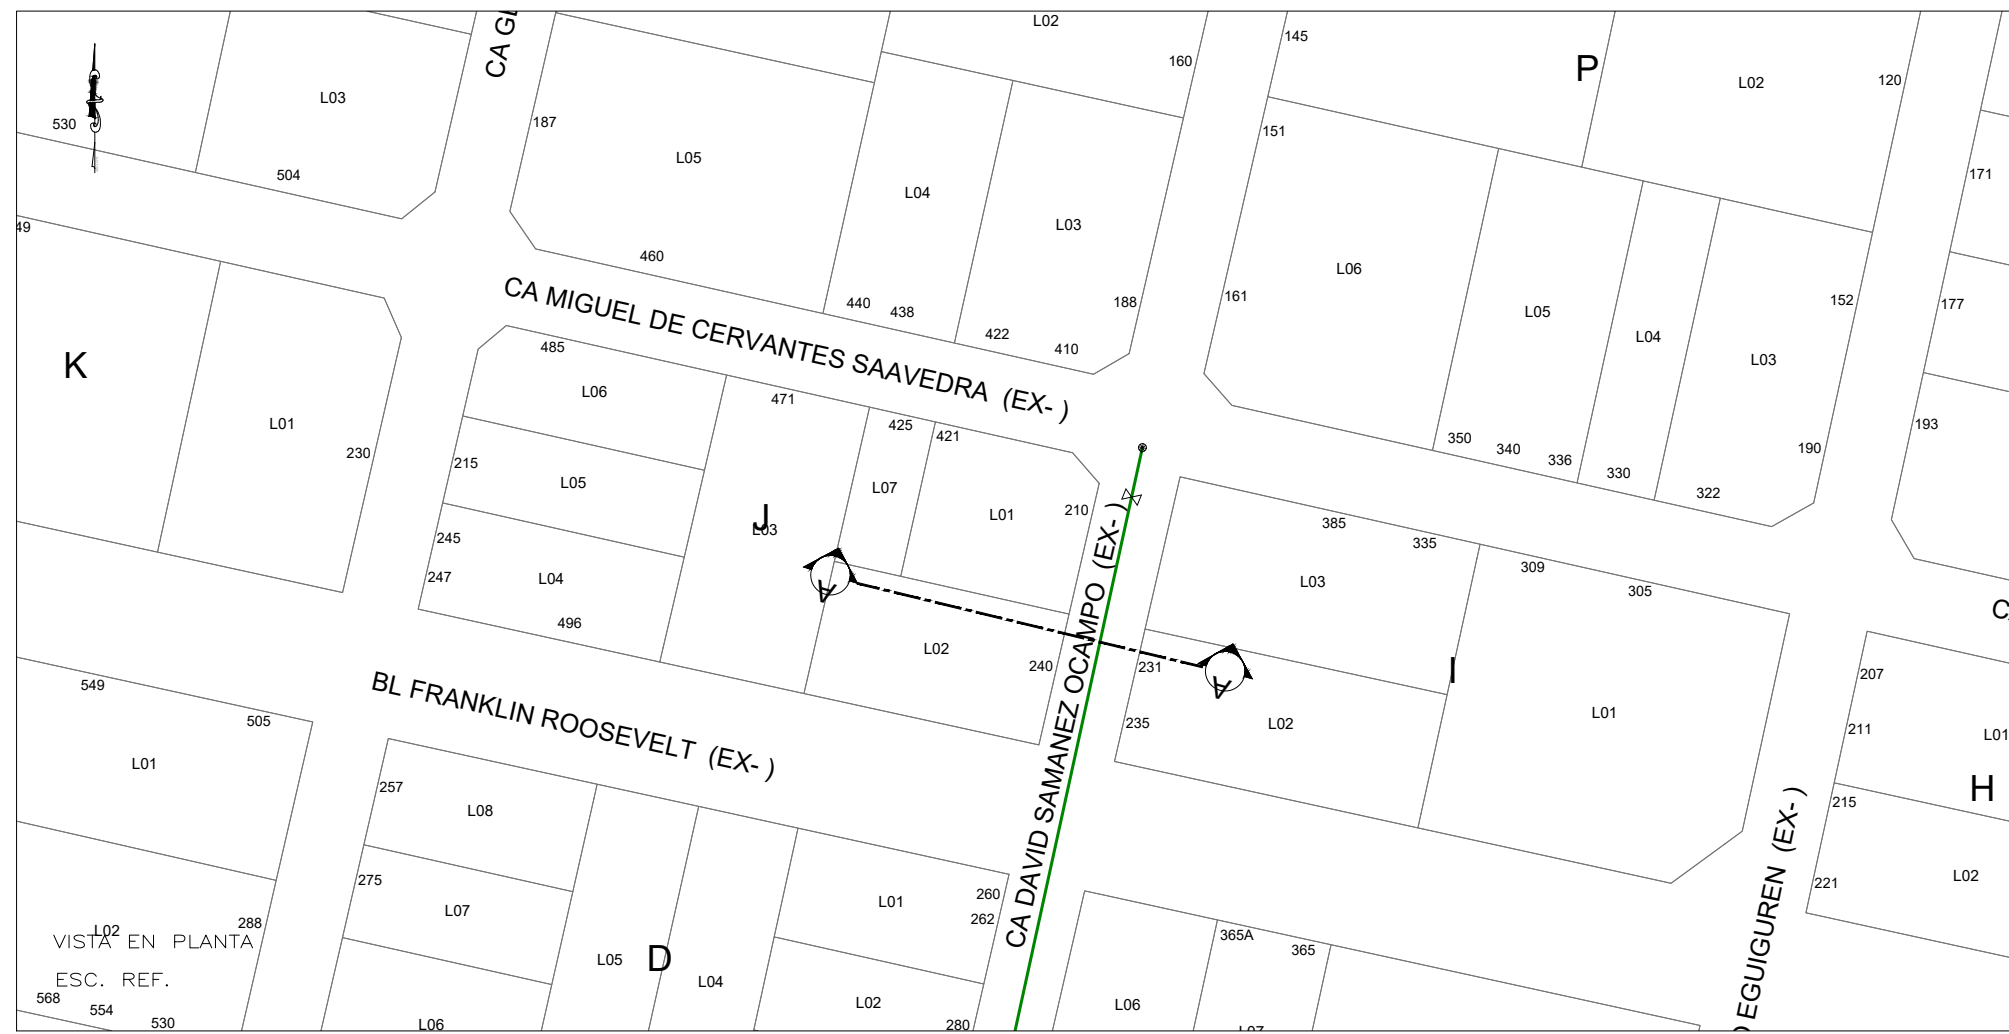 L02
CA GL
145
160
P
L02
120
L03
530
187
151
L05
504
L04
L03
171
49
460
L06
440
438
188
161
152
177
CA MIGUEL DE CERVANTES SAAVEDRA (EX- )
422
410
L05
L04
L03
K
485
L06
471
425
421
L01
230
215
L05
L07
L01
210
350
340
336
330
322
190
193
J
L03
385
335
245
247
L04
309
305
L03
A
496
L02
240
231
A
I
235
L02
L01
207
211
L01
H
549
505
BL FRANKLIN ROOSEVELT (EX- )
CA DAVID SAMANEZ OCAMPO (EX- )
L01
257
L08
215
275
L07
L01
260
262
221
L02
L02
288
VISTA EN PLANTA
ESC. REF.
L05
D
L04
L02
365A
365
L06
EGUIGUREN (EX- )
568
554
530
L06
280
L07